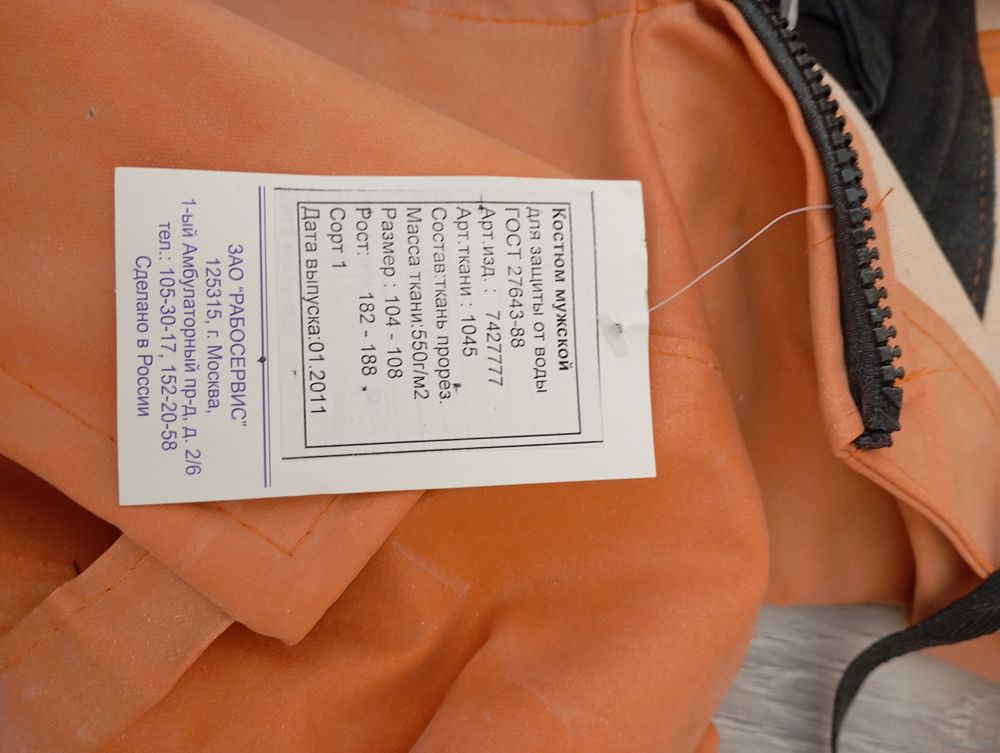 Костюм мужской
для защиты от воды
ГОСТ 27643-88
Арт.изд. : 7427777
Арт.ткани : 1045
Состав:ткань прорез.
Масса ткани:550г/м2
Размер : 104 - 108
Рост: 182 - 188
Сорт 1
Дата выпуска:01.2011
ЗАО "РАБОСЕРВИС"
125315, г. Москва,
1-ый Амбулаторный пр-д, д. 2/6
тел.: 105-30-17, 152-20-58
Сделано в России